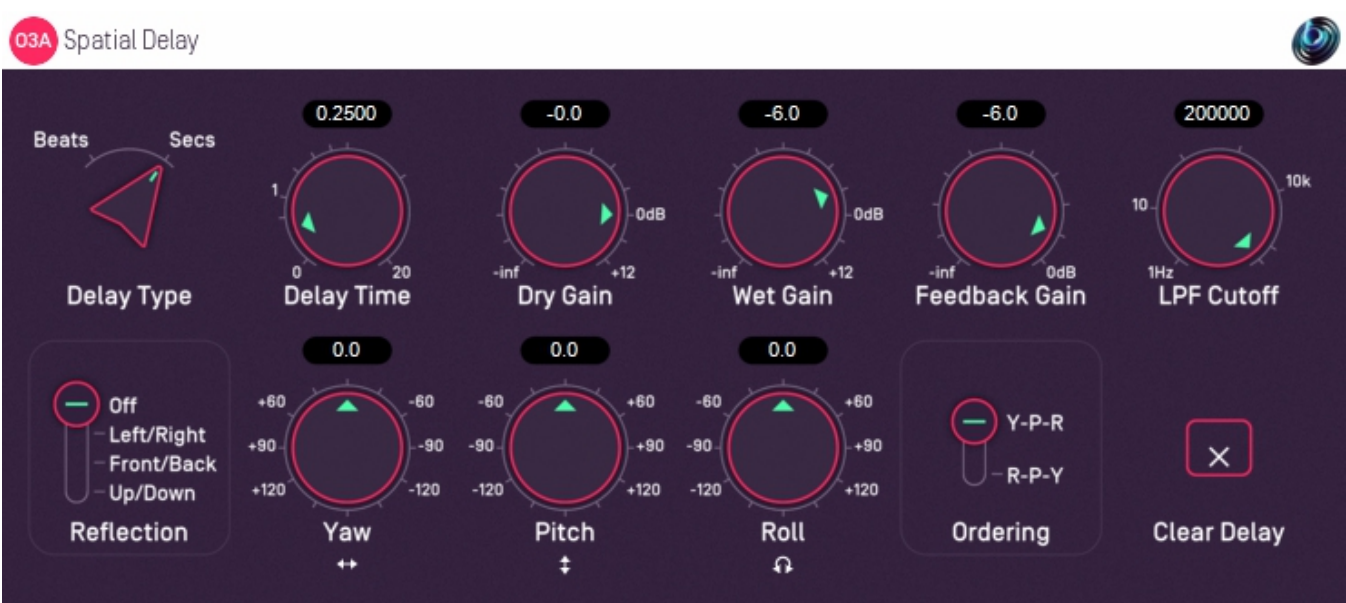 O3A Spatial Delay
0.2500 -0.0 -6.0 -6.0 200000
Beats Secs
1 0dB 0dB 10 10k
0 20 -inf +12 -inf +12 -inf 0dB 1Hz
Delay Type Delay Time Dry Gain Wet Gain Feedback Gain LPF Cutoff
0.0 0.0 0.0
Off +60 -60 -60 +60 -60 +60 Y-P-R
Left/Right
Front/Back +90 -90 -90 +90 -90 +90
Up/Down +120 -120 -120 +120 -120 +120 R-P-Y
Reflection Yaw Pitch Roll Ordering Clear Delay